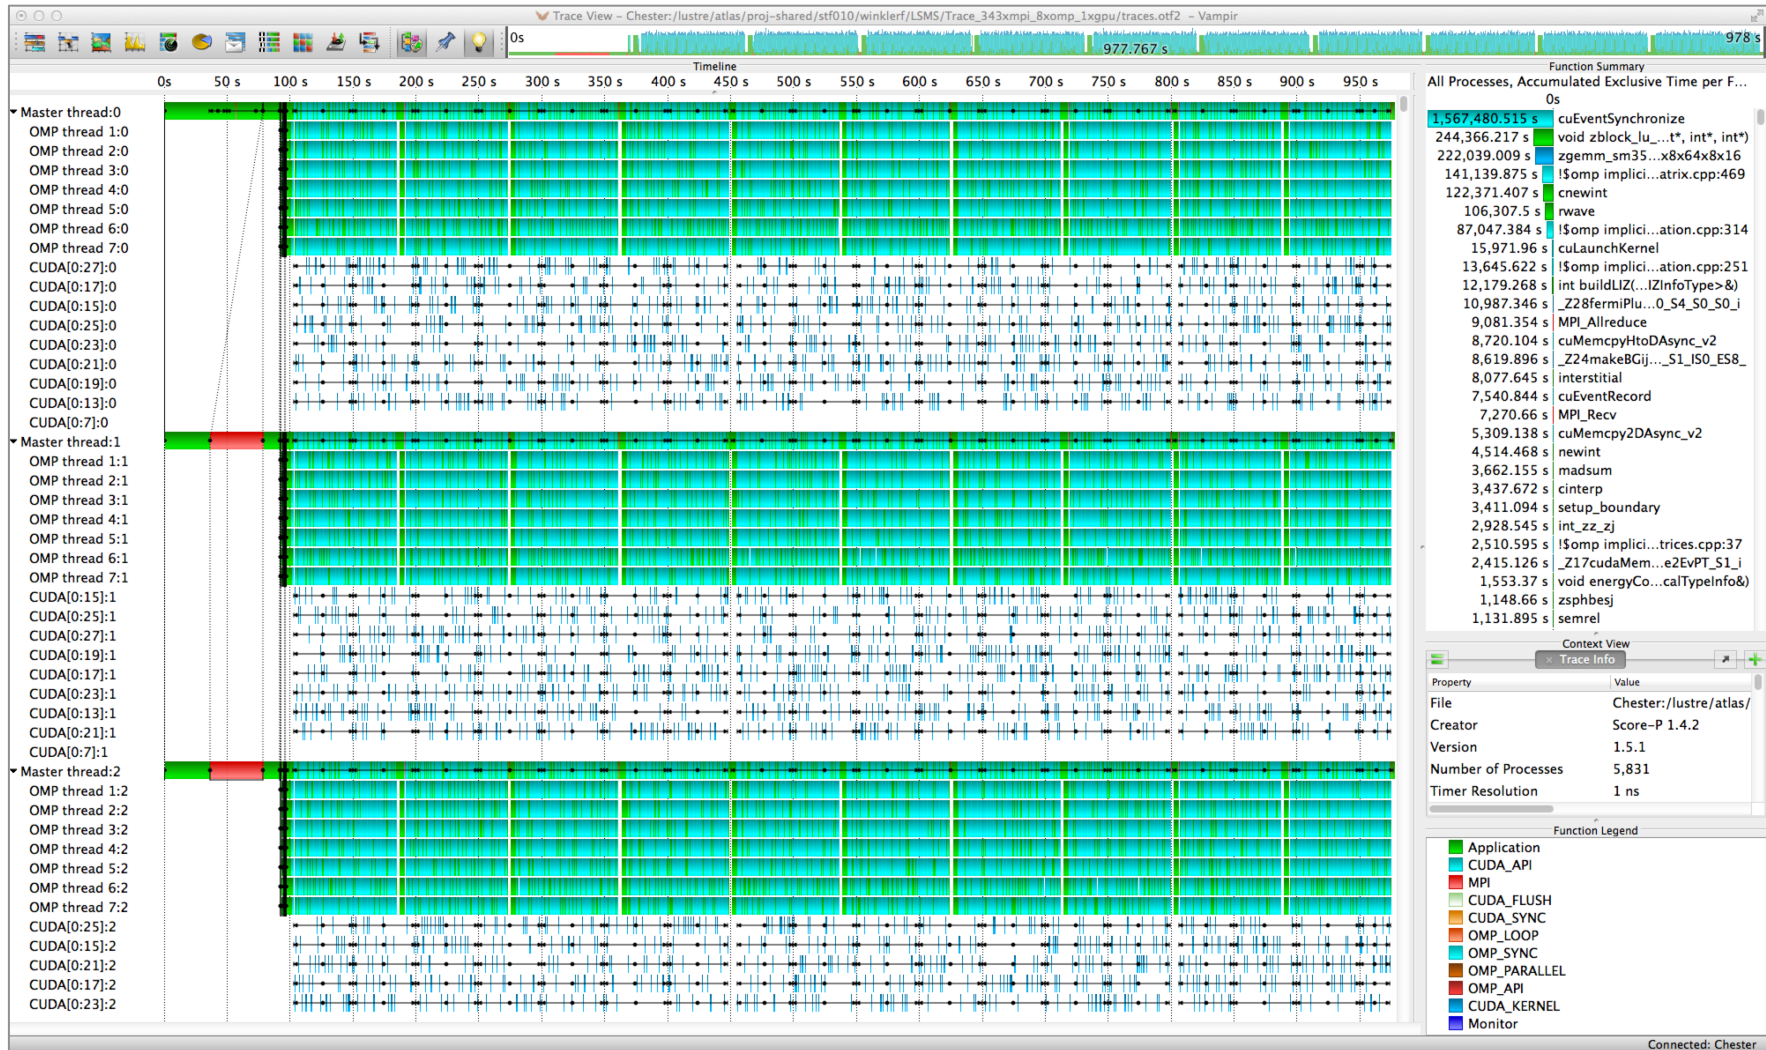 Trace View – Chester:/lustre/atlas/proj-shared/stf010/winklerf/LSMS/Trace_343xmpi_8xomp_1xgpu/traces.otf2 – Vampir
0s 977.767 s 978 s
Timeline
0s 50 s 100 s 150 s 200 s 250 s 300 s 350 s 400 s 450 s 500 s 550 s 600 s 650 s 700 s 750 s 800 s 850 s 900 s 950 s
Master thread:0
OMP thread 1:0
OMP thread 2:0
OMP thread 3:0
OMP thread 4:0
OMP thread 5:0
OMP thread 6:0
OMP thread 7:0
CUDA[0:27]:0
CUDA[0:17]:0
CUDA[0:15]:0
CUDA[0:25]:0
CUDA[0:23]:0
CUDA[0:21]:0
CUDA[0:19]:0
CUDA[0:13]:0
CUDA[0:7]:0
Master thread:1
OMP thread 1:1
OMP thread 2:1
OMP thread 3:1
OMP thread 4:1
OMP thread 5:1
OMP thread 6:1
OMP thread 7:1
CUDA[0:15]:1
CUDA[0:25]:1
CUDA[0:27]:1
CUDA[0:19]:1
CUDA[0:17]:1
CUDA[0:23]:1
CUDA[0:13]:1
CUDA[0:21]:1
CUDA[0:7]:1
Master thread:2
OMP thread 1:2
OMP thread 2:2
OMP thread 3:2
OMP thread 4:2
OMP thread 5:2
OMP thread 6:2
OMP thread 7:2
CUDA[0:25]:2
CUDA[0:15]:2
CUDA[0:21]:2
CUDA[0:17]:2
CUDA[0:23]:2
Function Summary
All Processes, Accumulated Exclusive Time per F...
0s
1,567,480.515 s cuEventSynchronize
244,366.217 s void zblock_lu_...t*, int*, int*)
222,039.009 s zgemm_sm35...x8x64x8x16
141,139.875 s !$omp implici...atrix.cpp:469
122,371.407 s cnewint
106,307.5 s rwave
87,047.384 s !$omp implici...ation.cpp:314
15,971.96 s cuLaunchKernel
13,645.622 s !$omp implici...ation.cpp:251
12,179.268 s int buildLIZ(...IZInfoType>&)
10,987.346 s _Z28fermiPlu...0_S4_S0_S0_i
9,081.354 s MPI_Allreduce
8,720.104 s cuMemcpyHtoDAsync_v2
8,619.896 s _Z24makeBGij..._S1_IS0_ES8_
8,077.645 s interstitial
7,540.844 s cuEventRecord
7,270.66 s MPI_Recv
5,309.138 s cuMemcpy2DAsync_v2
4,514.468 s newint
3,662.155 s madsum
3,437.672 s cinterp
3,411.094 s setup_boundary
2,928.545 s int_zz_zj
2,510.595 s !$omp implici...trices.cpp:37
2,415.126 s _Z17cudaMem...e2EvPT_S1_i
1,553.37 s void energyCo...calTypeInfo&)
1,148.66 s zsphbesj
1,131.895 s semrel
Context View
Trace Info
Property Value
File Chester:/lustre/atlas/
Creator Score-P 1.4.2
Version 1.5.1
Number of Processes 5,831
Timer Resolution 1 ns
Function Legend
Application
CUDA_API
MPI
CUDA_FLUSH
CUDA_SYNC
OMP_LOOP
OMP_SYNC
OMP_PARALLEL
OMP_API
CUDA_KERNEL
Monitor
Connected: Chester